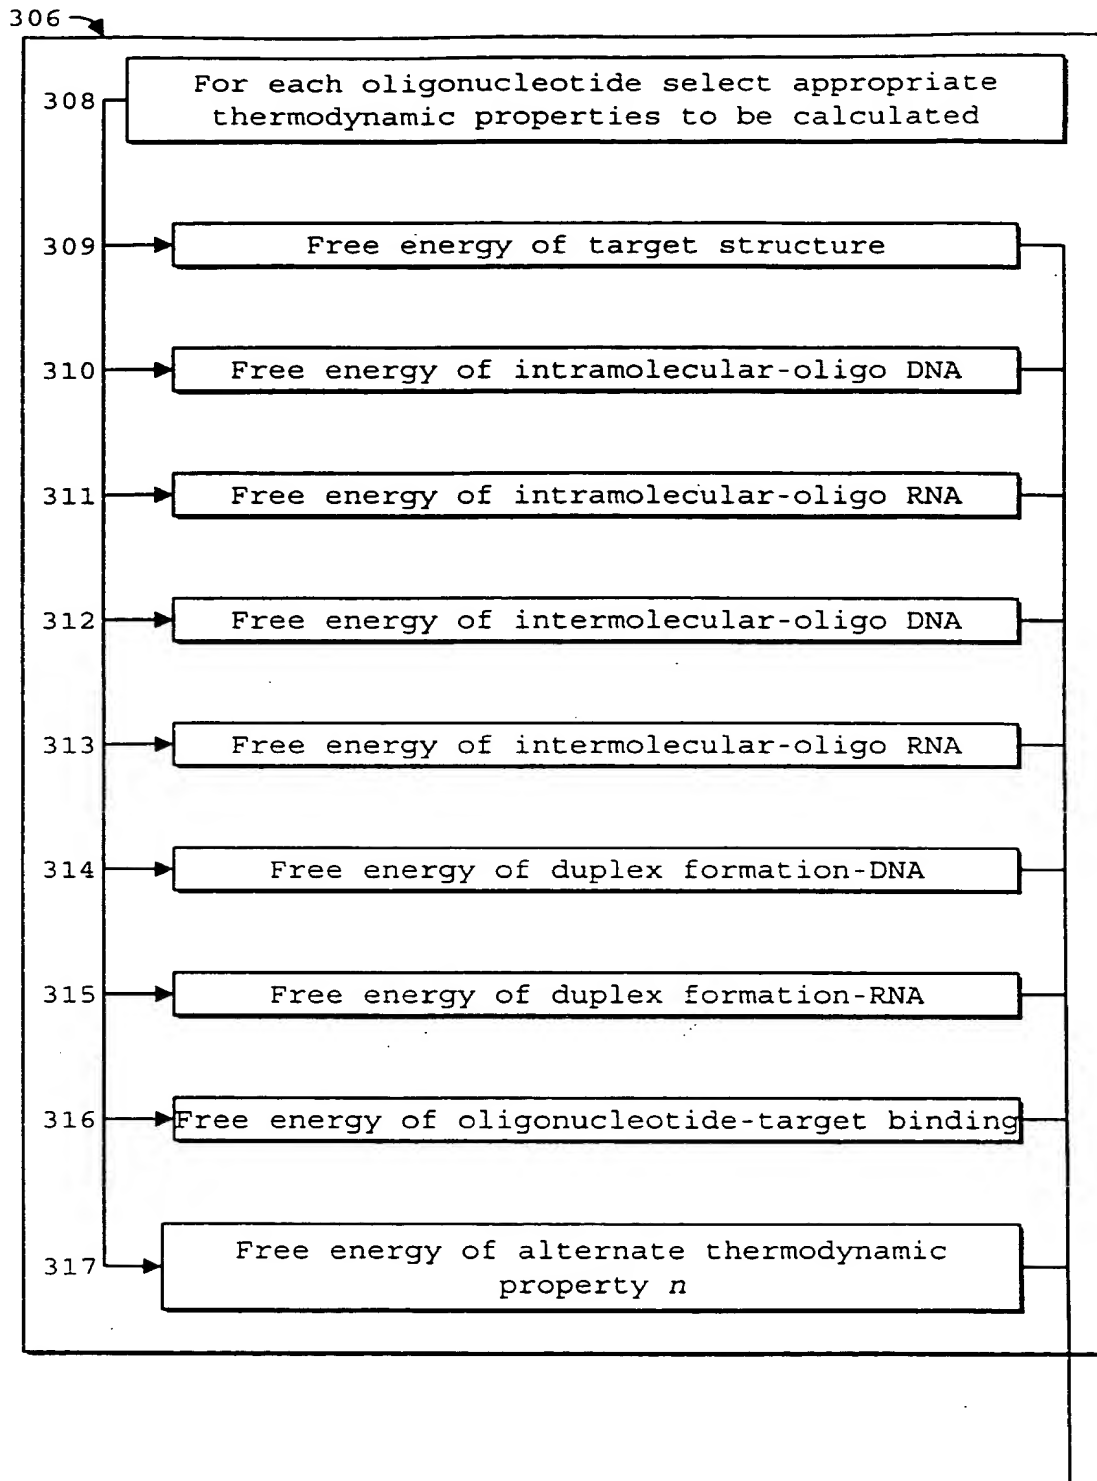 306
308
For each oligonucleotide select appropriate
thermodynamic properties to be calculated
309
Free energy of target structure
310
Free energy of intramolecular-oligo DNA
311
Free energy of intramolecular-oligo RNA
312
Free energy of intermolecular-oligo DNA
313
Free energy of intermolecular-oligo RNA
314
Free energy of duplex formation-DNA
315
Free energy of duplex formation-RNA
316
Free energy of oligonucleotide-target binding
317
Free energy of alternate thermodynamic
property n